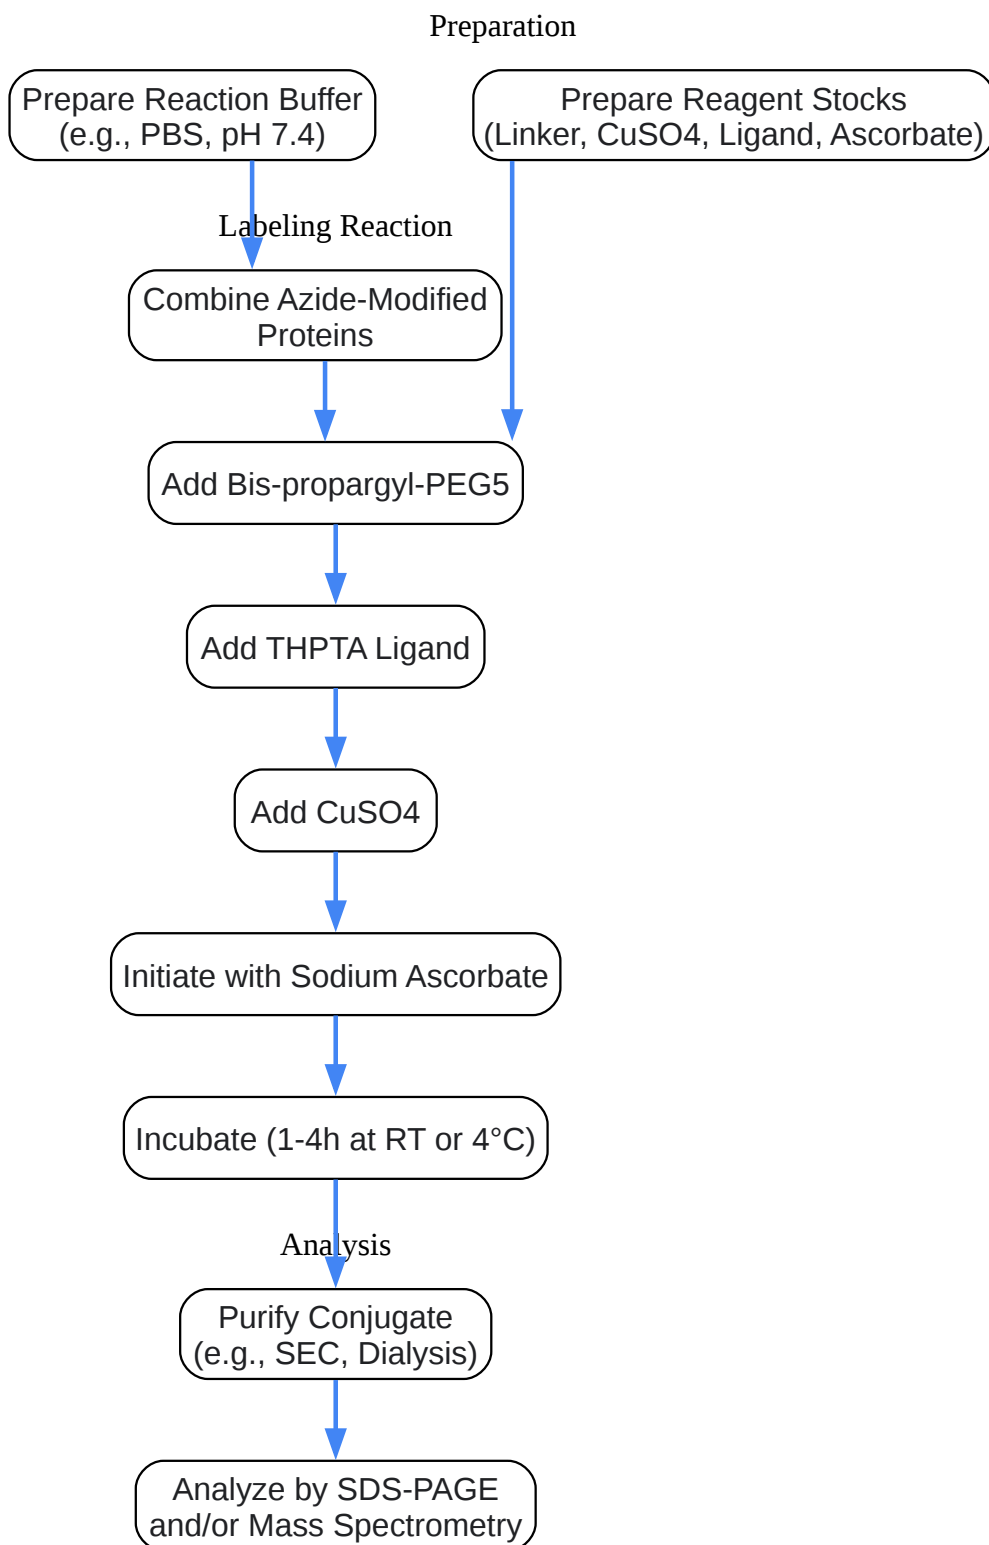 Preparation
Prepare Reaction Buffer
(e.g., PBS, pH 7.4)
Prepare Reagent Stocks
(Linker, CuSO4, Ligand, Ascorbate)
Labeling Reaction
Combine Azide-Modified
Proteins
Add Bis-propargyl-PEG5
Add THPTA Ligand
Add CuSO4
Initiate with Sodium Ascorbate
Incubate (1-4h at RT or 4°C)
Analysis
Purify Conjugate
(e.g., SEC, Dialysis)
Analyze by SDS-PAGE
and/or Mass Spectrometry